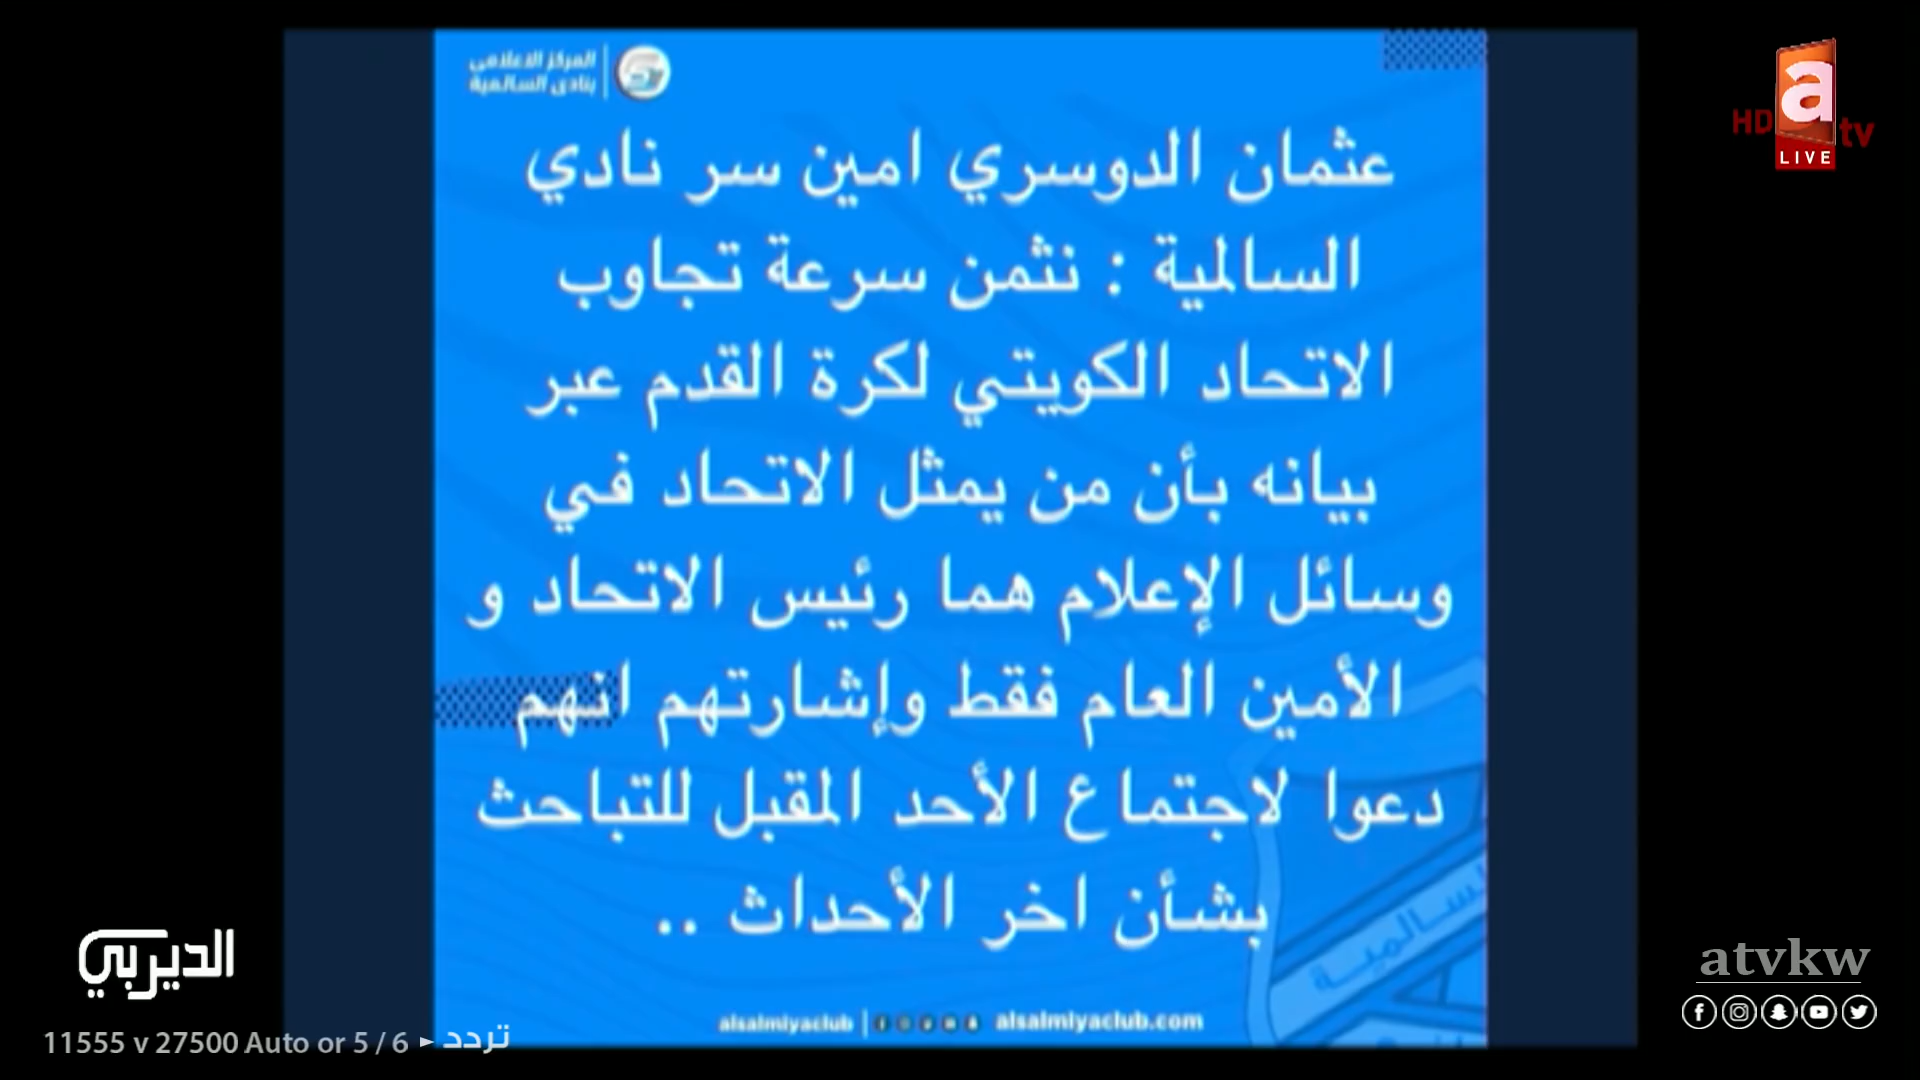 المركز الاعلامي
بنادي السالمية
HD a tv
LIVE
عثمان الدوسري امين سر نادي
السالمية : نثمن سرعة تجاوب
الاتحاد الكويتي لكرة القدم عبر
بيانه بأن من يمثل الاتحاد في
وسائل الإعلام هما رئيس الاتحاد و
الأمين العام فقط وإشارتهم انهم
دعوا لاجتماع الأحد المقبل للتباحث
بشأن اخر الأحداث ..
السالمية
alsalmiyaclub
alsalmiyaclub.com
الديربي
atvkw
11555 v 27500 Auto or 5 / 6 ► تردد